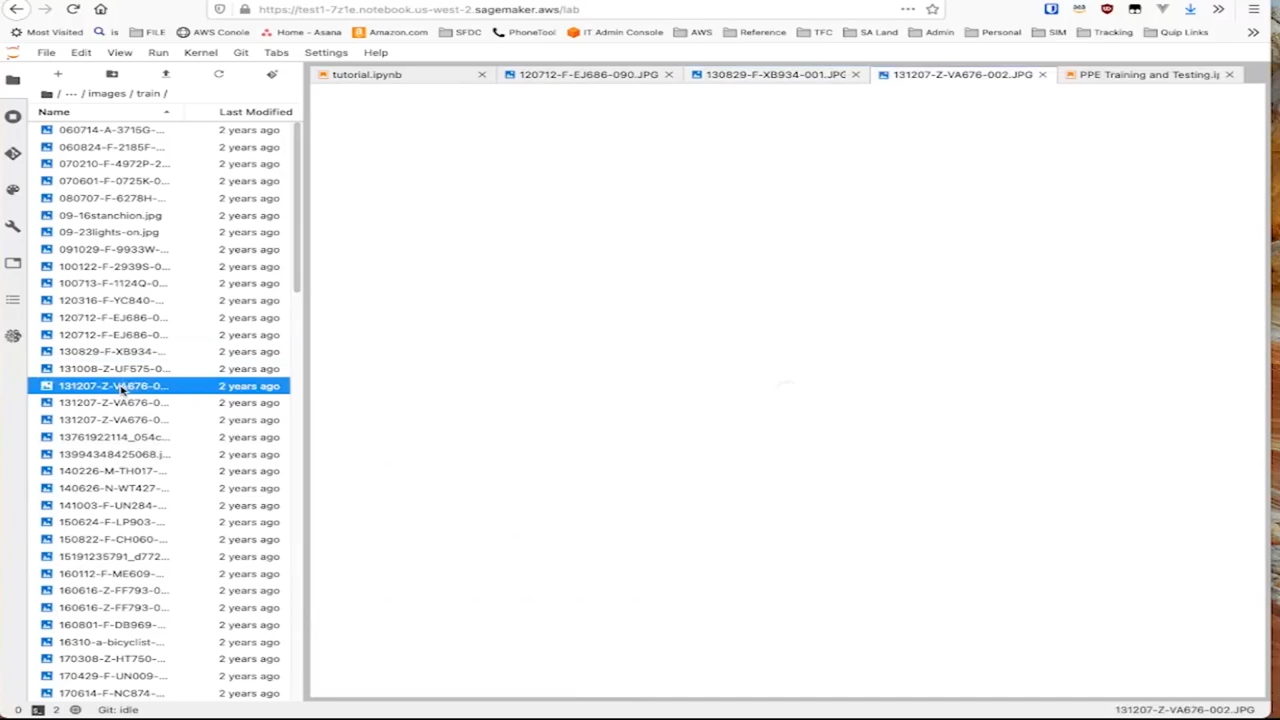 https://test1-7z1e.notebook.us-west-2.sagemaker.aws/lab
Most Visited is FILE AWS Console Home - Asana Amazon.com SFDC PhoneTool IT Admin Console AWS Reference TFC SA Land Admin Personal SIM Tracking Quip Links
File Edit View Run Kernel Git Tabs Settings Help
tutorial.ipynb 120712-F-EJ686-090.JPG 130829-F-XB934-001.JPG 131207-Z-VA676-002.JPG PPE Training and Testing.i
/ ... / images / train /
Name Last Modified
060714-A-3715G-... 2 years ago
060824-F-2185F-... 2 years ago
070210-F-4972P-2... 2 years ago
070601-F-0725K-0... 2 years ago
080707-F-6278H-... 2 years ago
09-16stanchion.jpg 2 years ago
09-23lights-on.jpg 2 years ago
091029-F-9933W-... 2 years ago
100122-F-2939S-0... 2 years ago
100713-F-1124Q-0... 2 years ago
120316-F-YC840-... 2 years ago
120712-F-EJ686-0... 2 years ago
120712-F-EJ686-0... 2 years ago
130829-F-XB934-... 2 years ago
131008-Z-UF575-0... 2 years ago
131207-Z-VA676-0... 2 years ago
131207-Z-VA676-0... 2 years ago
131207-Z-VA676-0... 2 years ago
13761922114_054c... 2 years ago
13994348425068.j... 2 years ago
140226-M-TH017-... 2 years ago
140626-N-WT427-... 2 years ago
141003-F-UN284-... 2 years ago
150624-F-LP903-... 2 years ago
150822-F-CH060-... 2 years ago
15191235791_d772... 2 years ago
160112-F-ME609-... 2 years ago
160616-Z-FF793-0... 2 years ago
160616-Z-FF793-0... 2 years ago
160801-F-DB969-... 2 years ago
16310-a-bicyclist-... 2 years ago
170308-Z-HT750-... 2 years ago
170429-F-UN009-... 2 years ago
170614-F-NC874-... 2 years ago
0 2 Git: idle 131207-Z-VA676-002.JPG